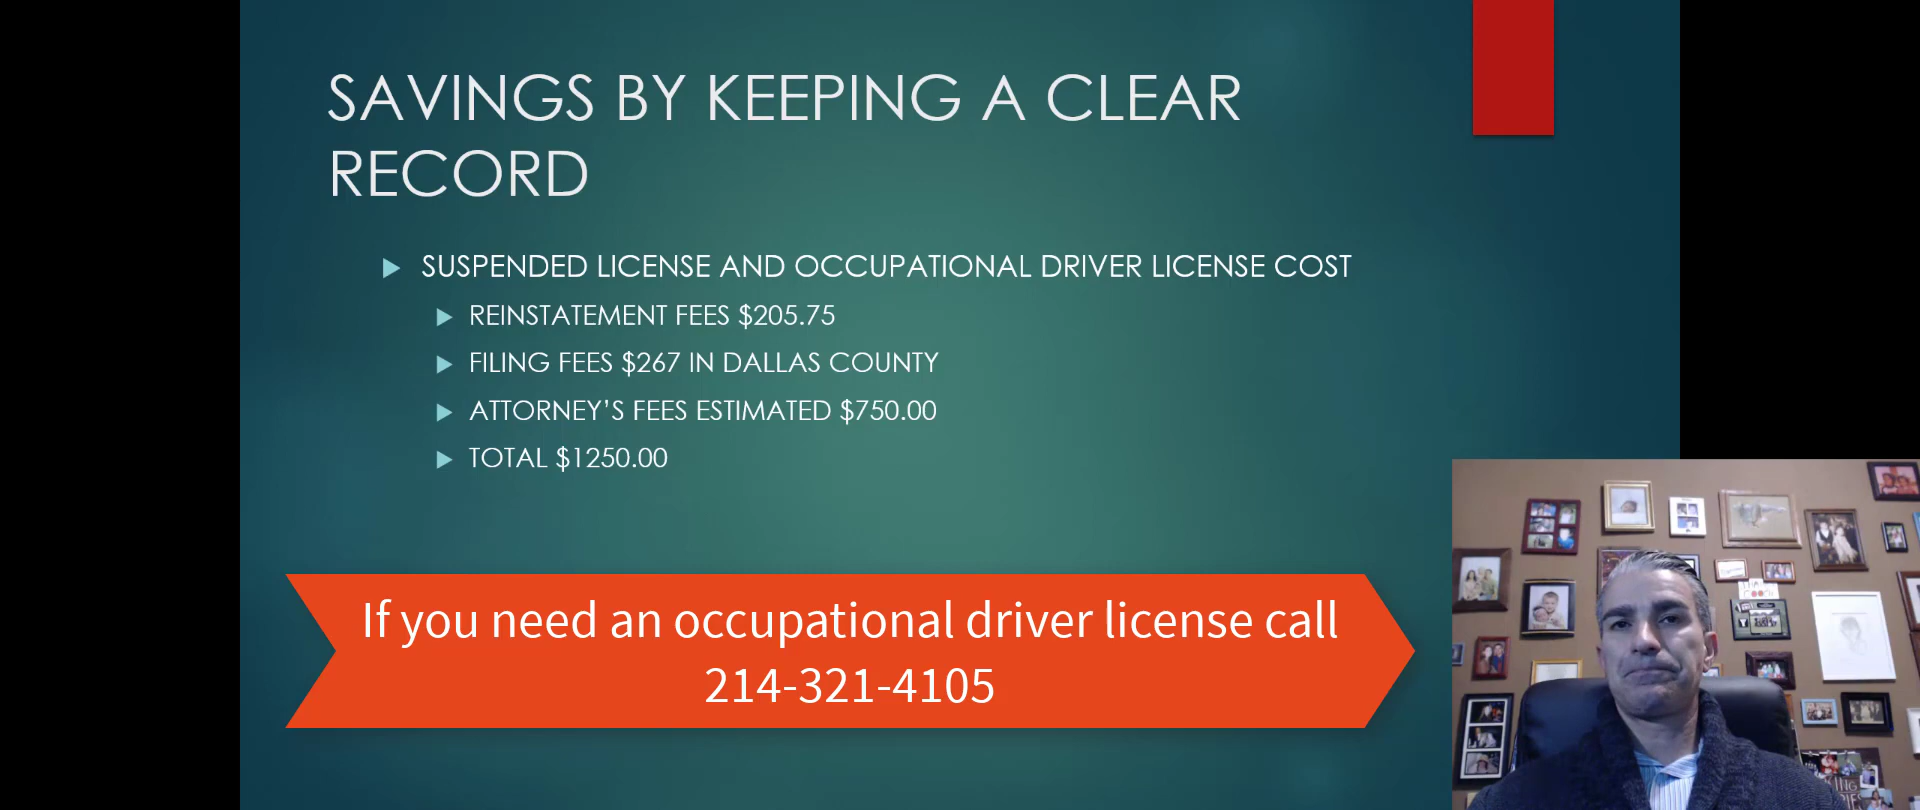 SAVINGS BY KEEPING A CLEAR
RECORD
SUSPENDED LICENSE AND OCCUPATIONAL DRIVER LICENSE COST
REINSTATEMENT FEES $205.75
FILING FEES $267 IN DALLAS COUNTY
ATTORNEY'S FEES ESTIMATED $750.00
TOTAL $1250.00
If you need an occupational driver license call
214-321-4105